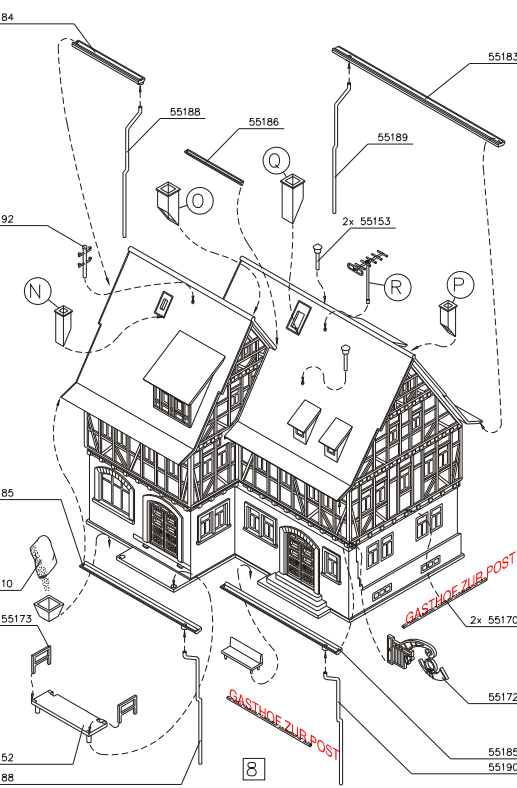 84
55183
55188
55186
Q
55189
O
92
2x 55153
N
R
P
85
10
GASTHOF ZUR POST
55173
2x 55170
55172
GASTHOF ZUR POST
52
55185
88
8
55190